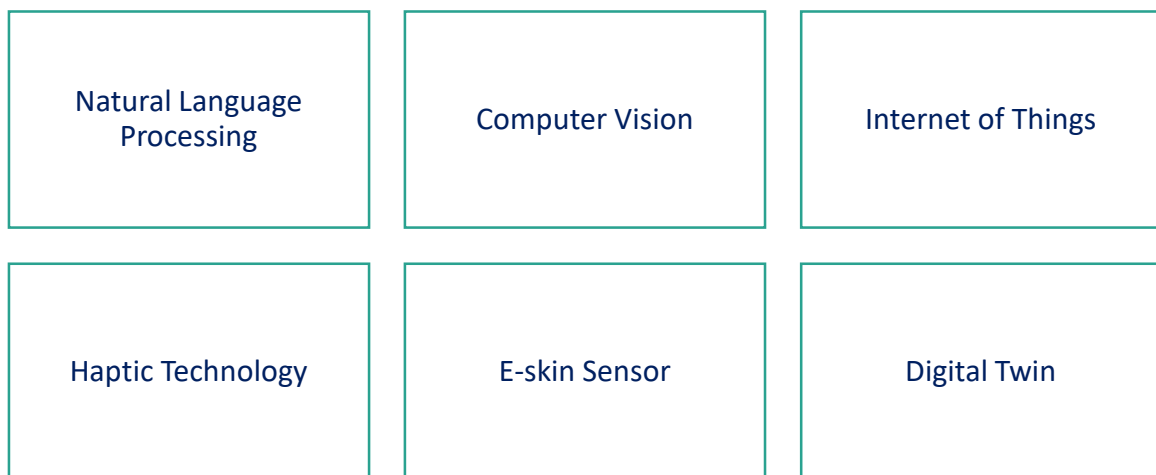 Natural Language
Processing
Computer Vision
Internet of Things
Haptic Technology
E-skin Sensor
Digital Twin